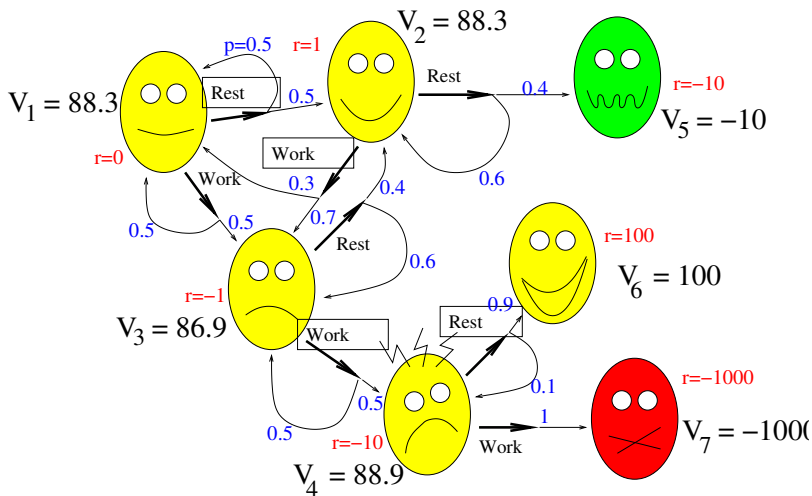 V2 = 88.3
p=0.5
r=1
Rest
V1 = 88.3
Rest
0.5
0.4
r=−10
V5 = −10
r=0
Work
Work
0.3
0.4
0.6
0.5
0.5
0.7
Rest
r=100
0.6
V6 = 100
r=−1
V3 = 86.9
Work
Rest
0.9
0.1
r=−1000
0.5
0.5
1
r=−10
Work
V7 = −1000
V4 = 88.9